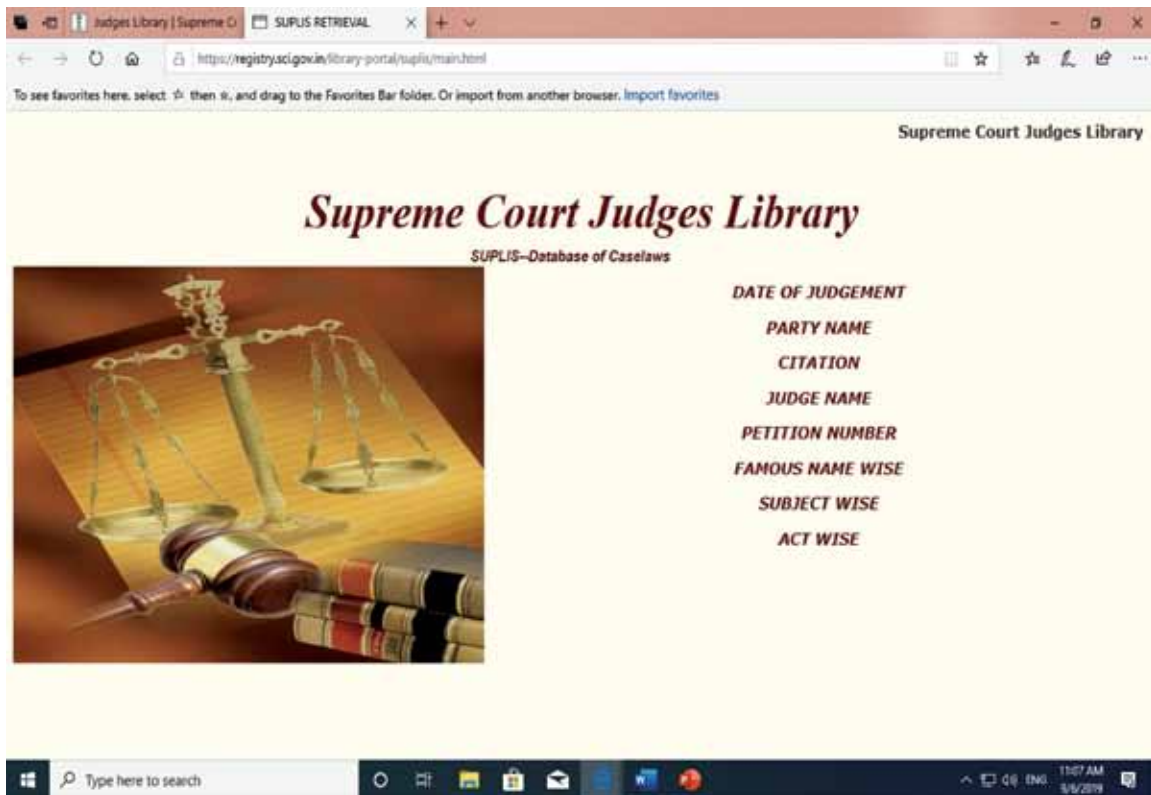 Judges Library | Supreme C
SUPLIS RETRIEVAL
https://registry.sci.gov.in/library-portal/suplis/main.html
To see favorites here, select ☆ then ☆, and drag to the Favorites Bar folder. Or import from another browser. Import favorites
Supreme Court Judges Library
Supreme Court Judges Library
SUPLIS--Database of Caselaws
DATE OF JUDGEMENT
PARTY NAME
CITATION
JUDGE NAME
PETITION NUMBER
FAMOUS NAME WISE
SUBJECT WISE
ACT WISE
Type here to search
ENG
11:07 AM
5/6/2019